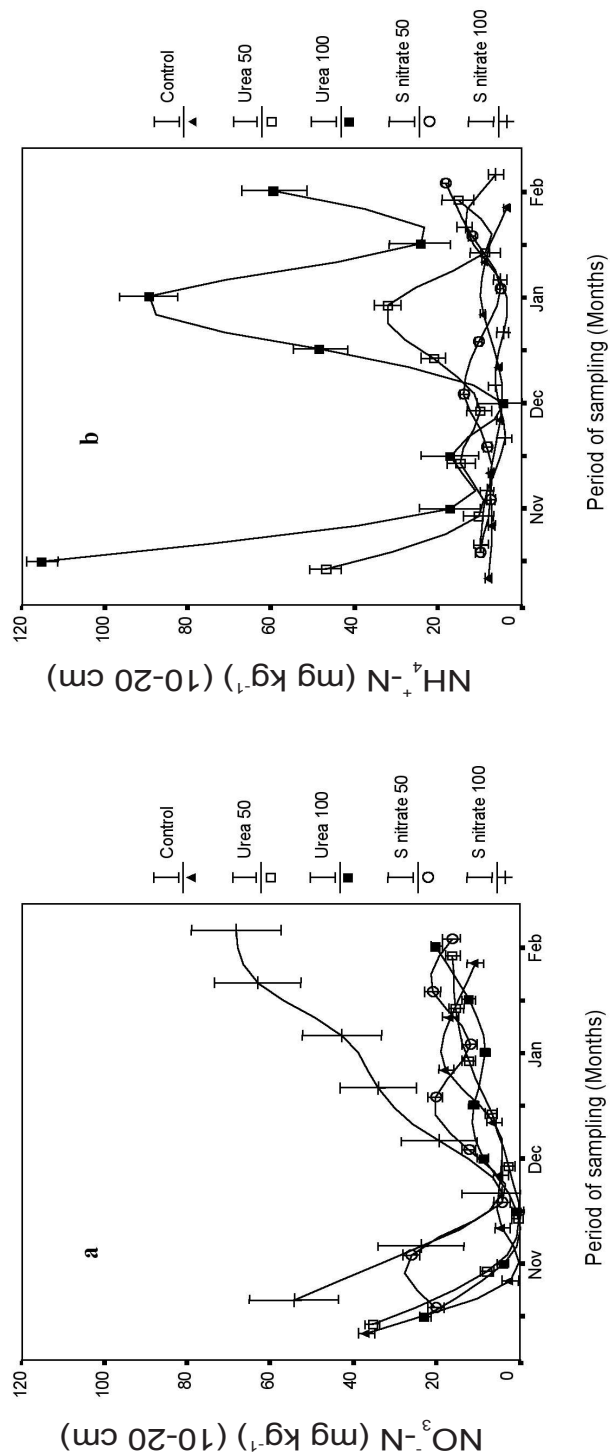 a
NO₃⁻-N (mg kg⁻¹) (10-20 cm)
120
100
80
60
40
20
0
Nov
Dec
Jan
Feb
Period of sampling (Months)
Control
Urea 50
Urea 100
S nitrate 50
S nitrate 100
b
NH₄⁺-N (mg kg⁻¹) (10-20 cm)
120
100
80
60
40
20
0
Nov
Dec
Jan
Feb
Period of sampling (Months)
Control
Urea 50
Urea 100
S nitrate 50
S nitrate 100